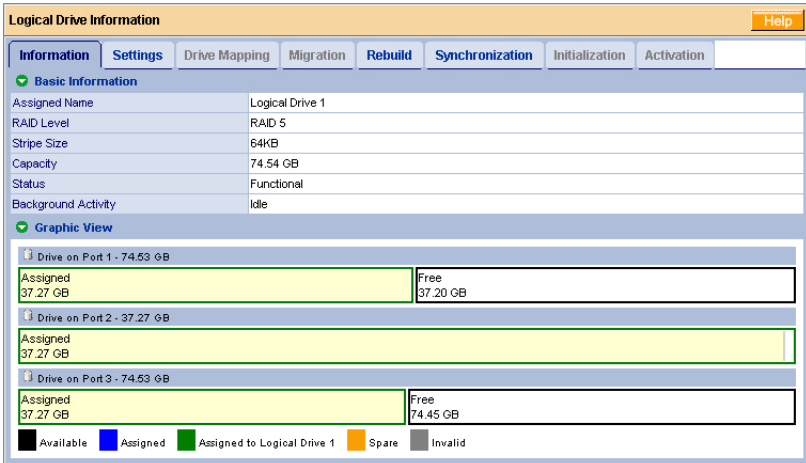 Logical Drive Information
Help
Information Settings Drive Mapping Migration Rebuild Synchronization Initialization Activation
Basic Information
Assigned Name Logical Drive 1
RAID Level RAID 5
Stripe Size 64KB
Capacity 74.54 GB
Status Functional
Background Activity Idle
Graphic View
Drive on Port 1 - 74.53 GB
Assigned Free
37.27 GB 37.20 GB
Drive on Port 2 - 37.27 GB
Assigned
37.27 GB
Drive on Port 3 - 74.53 GB
Assigned Free
37.27 GB 74.45 GB
Available Assigned Assigned to Logical Drive 1 Spare Invalid